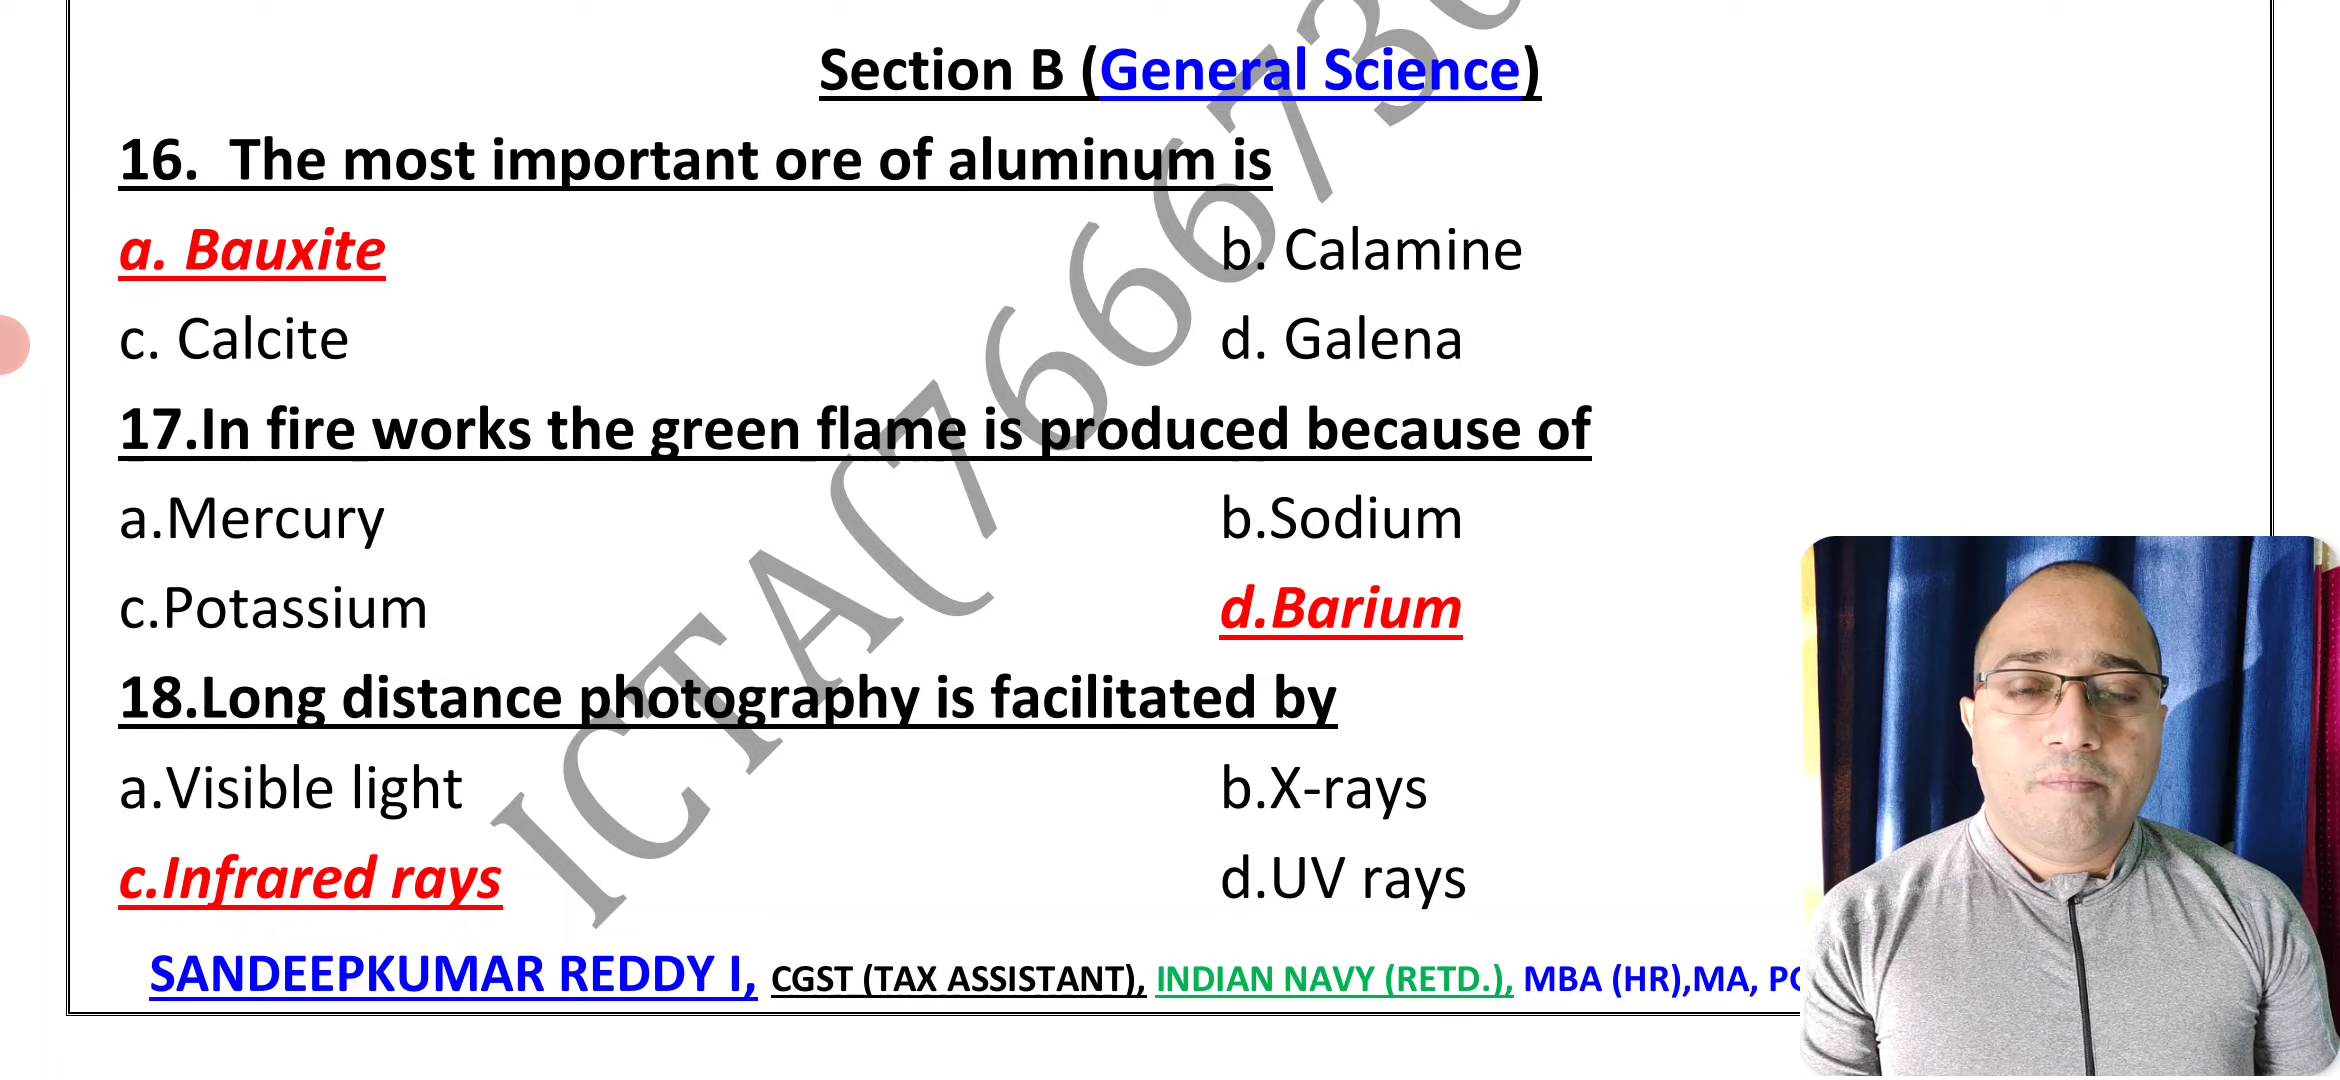 Section B (General Science)
16. The most important ore of aluminum is
a. Bauxite b. Calamine
c. Calcite d. Galena
17.In fire works the green flame is produced because of
a.Mercury b.Sodium
c.Potassium d.Barium
18.Long distance photography is facilitated by
a.Visible light b.X-rays
c.Infrared rays d.UV rays
SANDEEPKUMAR REDDY I, CGST (TAX ASSISTANT), INDIAN NAVY (RETD.), MBA (HR),MA,
ICTA(766673